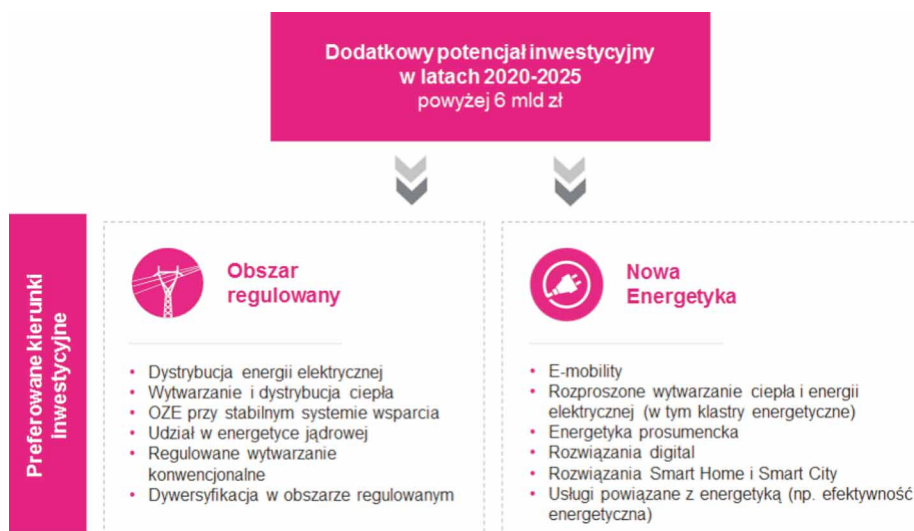 Dodatkowy potencjał inwestycyjny
w latach 2020-2025
powyżej 6 mld zł
Preferowane kierunki
inwestycyjne
Obszar
regulowany
• Dystrybucja energii elektrycznej
• Wytwarzanie i dystrybucja ciepła
• OZE przy stabilnym systemie wsparcia
• Udział w energetyce jądrowej
• Regulowane wytwarzanie
konwencjonalne
• Dywersyfikacja w obszarze regulowanym
Nowa
Energetyka
• E-mobility
• Rozproszone wytwarzanie ciepła i energii
elektrycznej (w tym klastry energetyczne)
• Energetyka prosumencka
• Rozwiązania digital
• Rozwiązania Smart Home i Smart City
• Usługi powiązane z energetyką (np. efektywność
energetyczna)